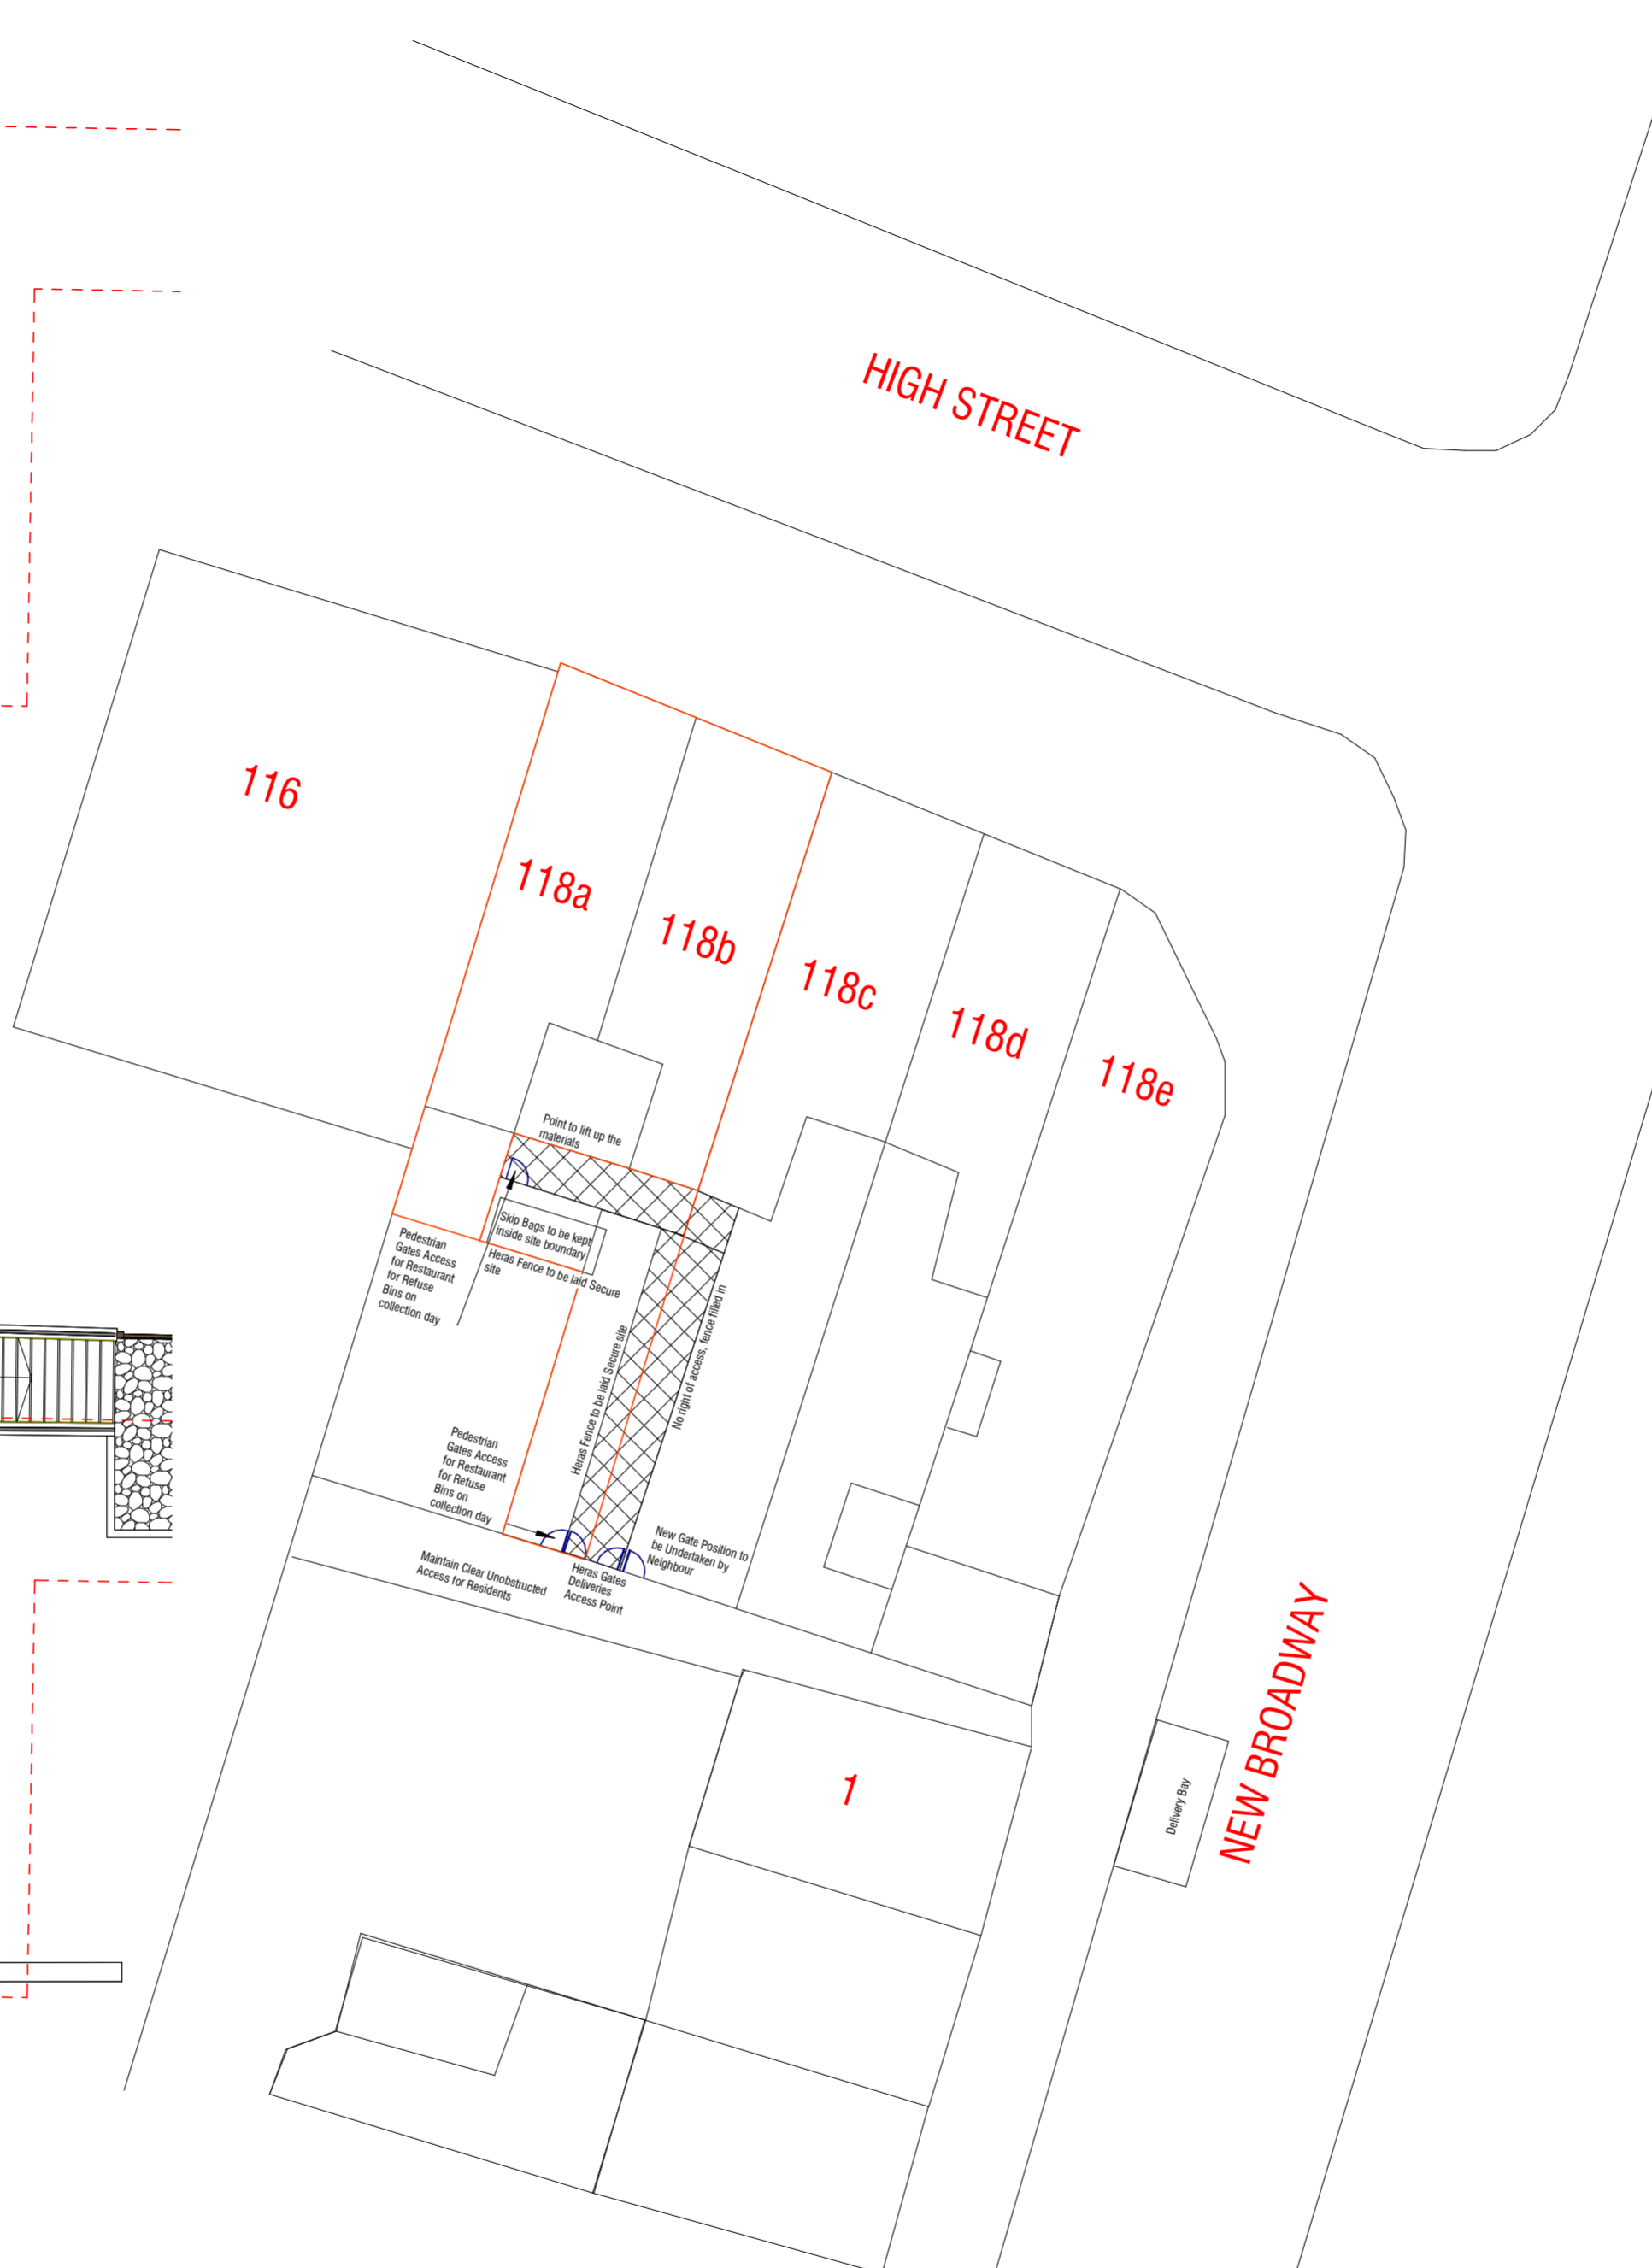 HIGH STREET
116
118a
118b
118c
118d
118e
Point to lift up the
materials
Skip Bags to be kept
inside site boundary
Heras Fence to be laid Secure
site
Pedestrian
Gates Access
for Restaurant
for Refuse
Bins on
collection day
Heras Fence to be laid Secure site
No right of access, fence filled in
Pedestrian
Gates Access
for Restaurant
for Refuse
Bins on
collection day
New Gate Position to
be Undertaken by
Neighbour
Maintain Clear Unobstructed
Access for Residents
Heras Gates
Deliveries
Access Point
1
Delivery Bay
NEW BROADWAY